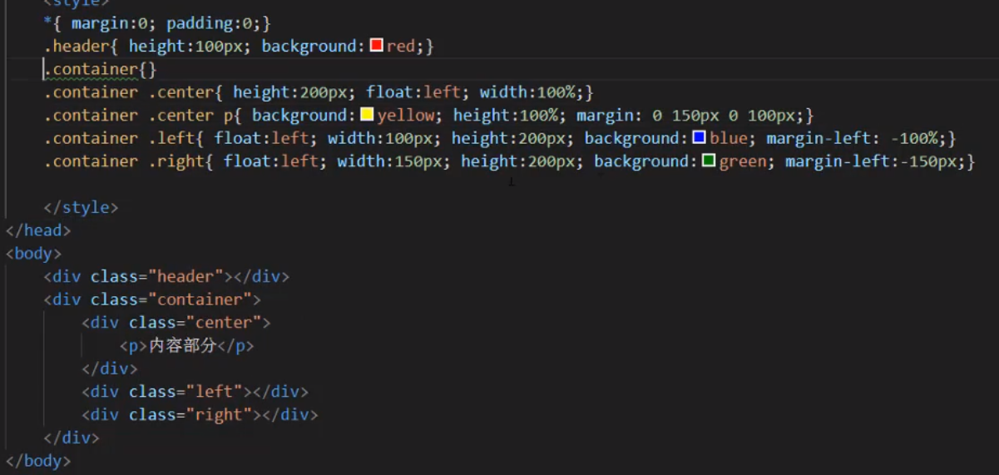 <style>
*{ margin:0; padding:0;}
.header{ height:100px; background:red;}
.container{}
.container .center{ height:200px; float:left; width:100%;}
.container .center p{ background:yellow; height:100%; margin: 0 150px 0 100px;}
.container .left{ float:left; width:100px; height:200px; background:blue; margin-left: -100%;}
.container .right{ float:left; width:150px; height:200px; background:green; margin-left:-150px;}
</style>
</head>
<body>
<div class="header"></div>
<div class="container">
<div class="center">
<p>内容部分</p>
</div>
<div class="left"></div>
<div class="right"></div>
</div>
</body>